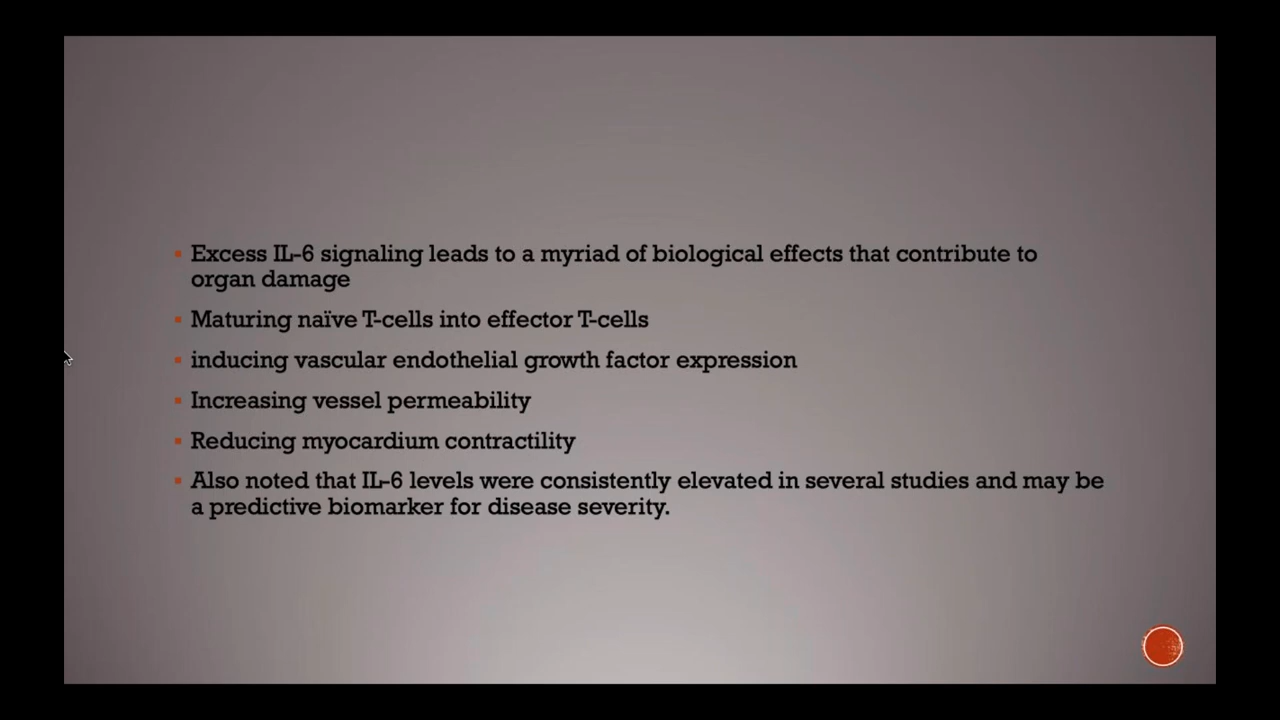 Excess IL-6 signaling leads to a myriad of biological effects that contribute to
organ damage
Maturing naïve T-cells into effector T-cells
inducing vascular endothelial growth factor expression
Increasing vessel permeability
Reducing myocardium contractility
Also noted that IL-6 levels were consistently elevated in several studies and may be
a predictive biomarker for disease severity.